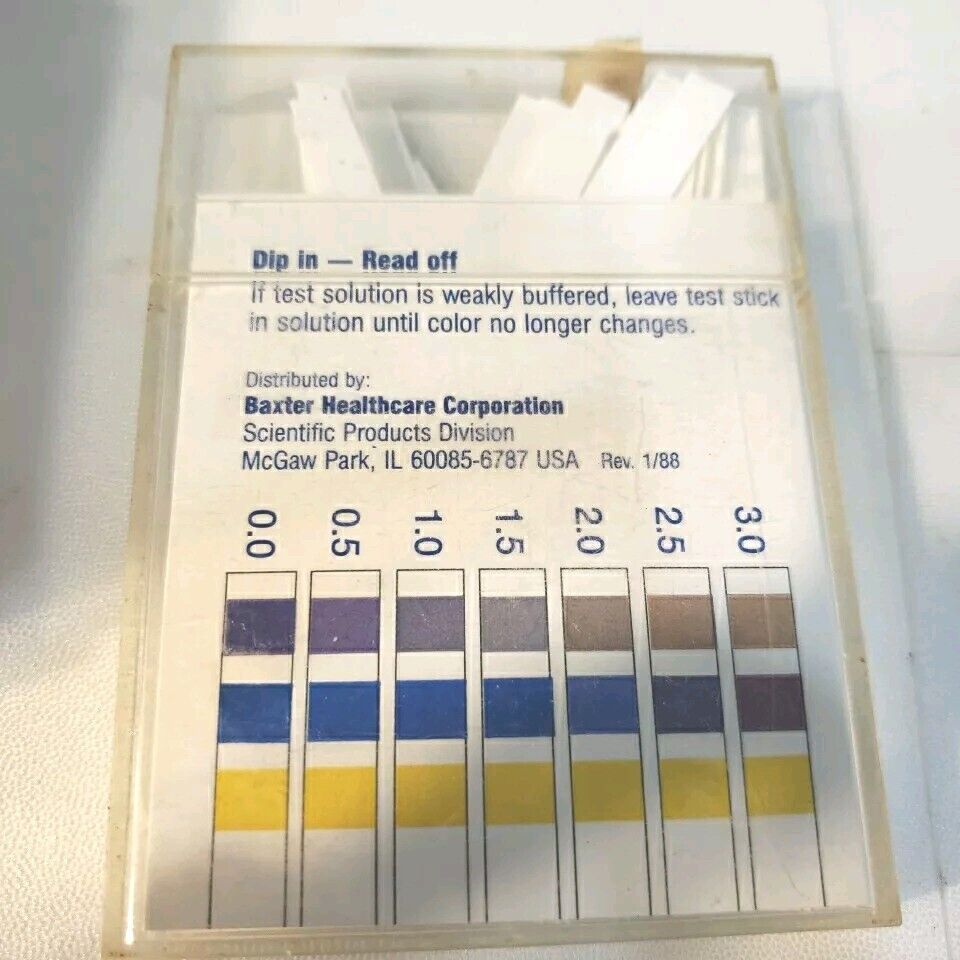 Dip in — Read off
If test solution is weakly buffered, leave test stick
in solution until color no longer changes.
Distributed by:
Baxter Healthcare Corporation
Scientific Products Division
McGaw Park, IL 60085-6787 USA Rev. 1/88
0.0 0.5 1.0 1.5 2.0 2.5 3.0